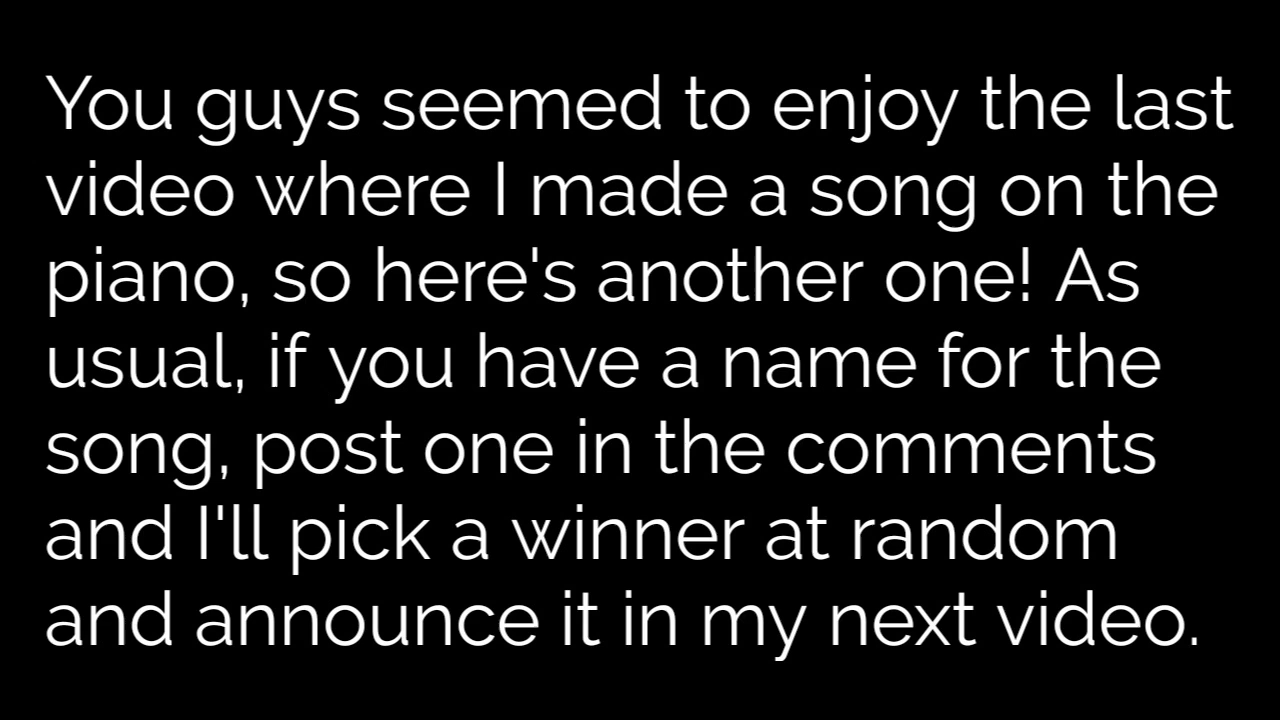 You guys seemed to enjoy the last
video where I made a song on the
piano, so here's another one! As
usual, if you have a name for the
song, post one in the comments
and I'll pick a winner at random
and announce it in my next video.